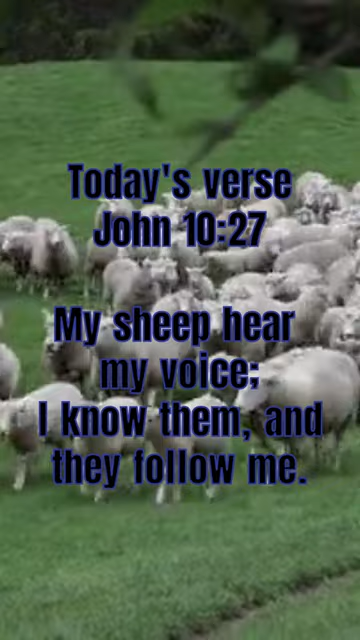 Today's verse
John 10:27
My sheep hear
my voice;
I know them, and
they follow me.